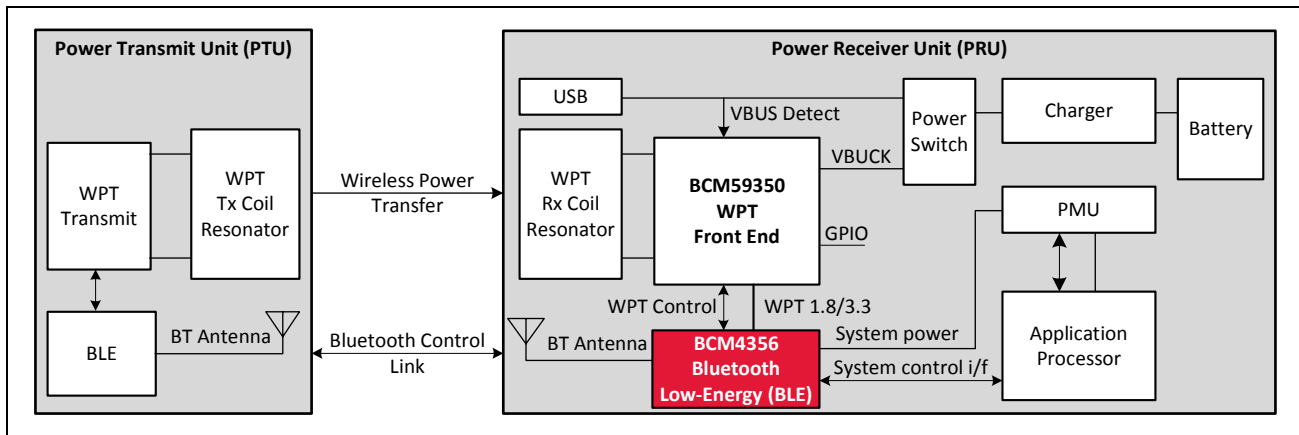 Power Transmit Unit (PTU)
WPT
Transmit
WPT
Tx Coil
Resonator
BLE
BT Antenna
Wireless Power
Transfer
Bluetooth Control
Link
Power Receiver Unit (PRU)
USB
VBUS Detect
Power
Switch
Charger
Battery
WPT
Rx Coil
Resonator
BCM59350
WPT
Front End
VBUCK
GPIO
PMU
WPT Control
WPT 1.8/3.3
BT Antenna
BCM4356
Bluetooth
Low-Energy (BLE)
System power
System control i/f
Application
Processor